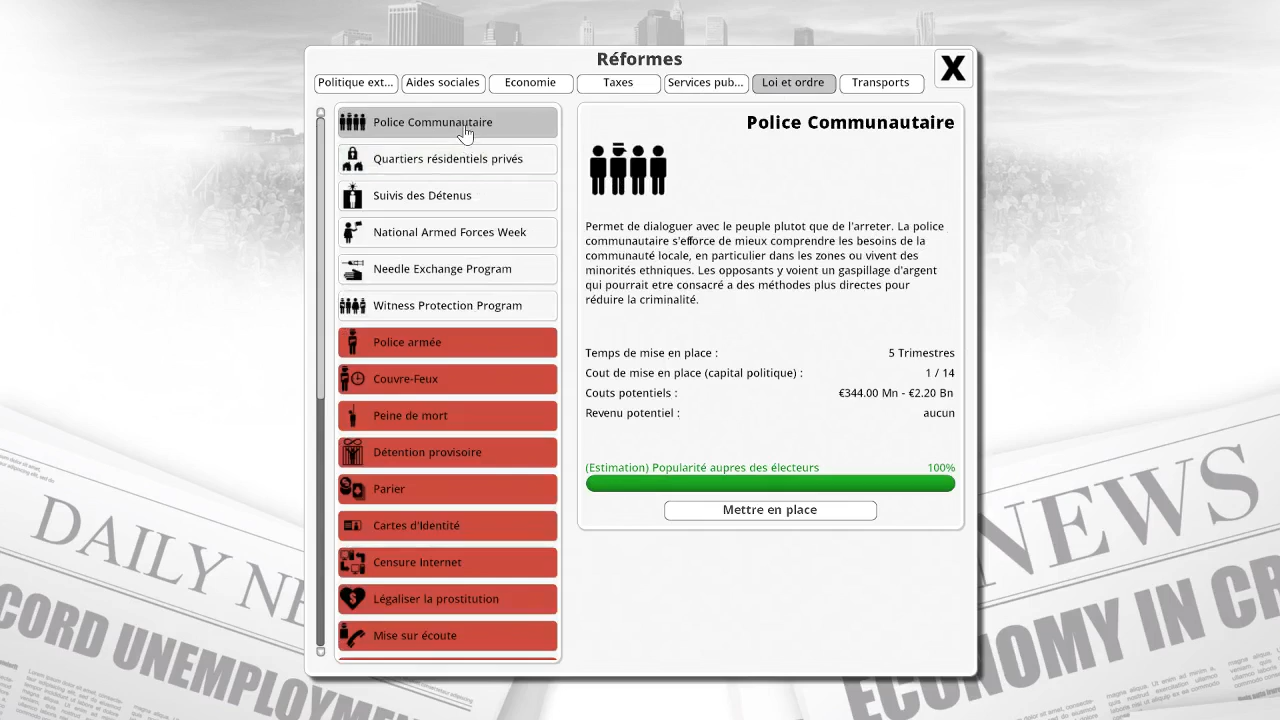 Réformes
X
Politique ext...
Aides sociales
Economie
Taxes
Services pub...
Loi et ordre
Transports
Police Communautaire
Quartiers résidentiels privés
Suivis des Détenus
National Armed Forces Week
Needle Exchange Program
Witness Protection Program
Police armée
Couvre-Feux
Peine de mort
Détention provisoire
Parier
Cartes d'Identité
Censure Internet
Légaliser la prostitution
Mise sur écoute
Police Communautaire
Permet de dialoguer avec le peuple plutot que de l'arreter. La police
communautaire s'efforce de mieux comprendre les besoins de la
communauté locale, en particulier dans les zones ou vivent des
minorités ethniques. Les opposants y voient un gaspillage d'argent
qui pourrait etre consacré a des méthodes plus directes pour
réduire la criminalité.
Temps de mise en place : 5 Trimestres
Cout de mise en place (capital politique) : 1 / 14
Couts potentiels : €344.00 Mn - €2.20 Bn
Revenu potentiel : aucun
(Estimation) Popularité aupres des électeurs 100%
Mettre en place
DAILY NE
CORD UNEMPLOYM
NEWS
ECONOMY IN CR